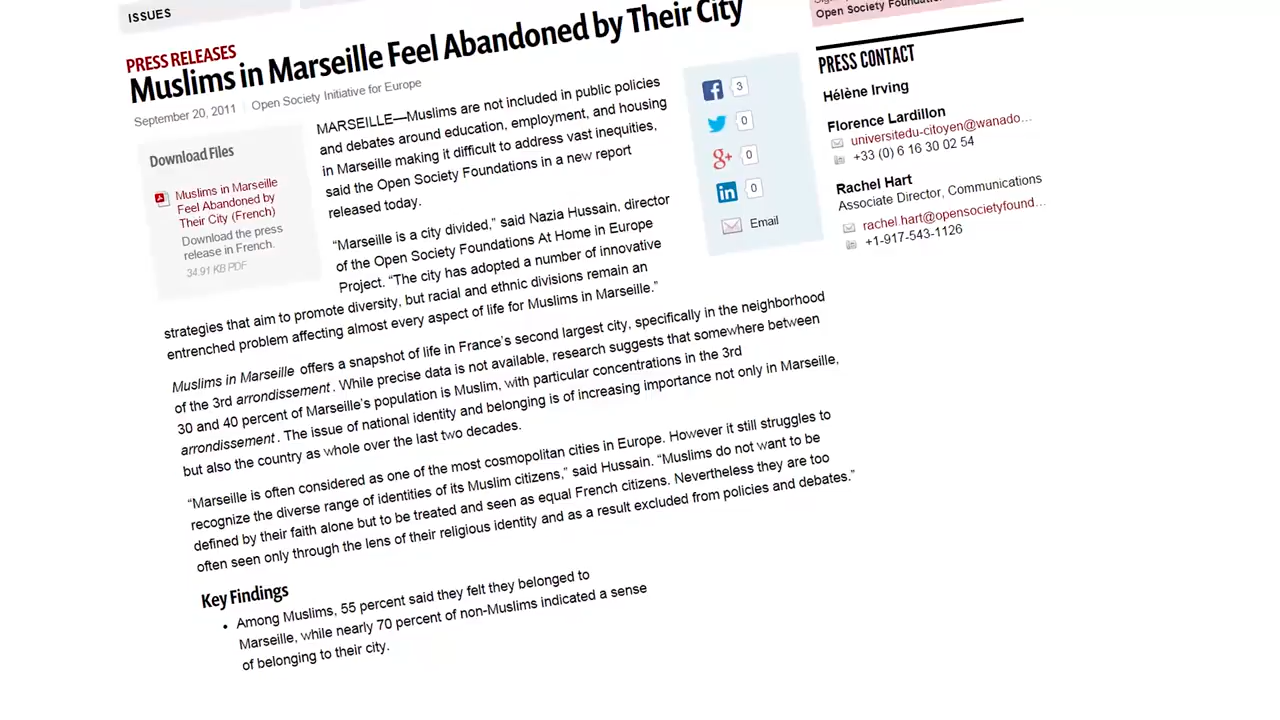 ISSUES
Open Society
PRESS RELEASES
Muslims in Marseille Feel Abandoned by Their City
September 20, 2011 | Open Society Initiative for Europe
Download Files
Muslims in Marseille
Feel Abandoned by
Their City (French)
Download the press
release in French.
34.91 KB PDF
MARSEILLE—Muslims are not included in public policies
and debates around education, employment, and housing
in Marseille making it difficult to address vast inequities,
said the Open Society Foundations in a new report
released today.
“Marseille is a city divided,” said Nazia Hussain, director
of the Open Society Foundations At Home in Europe
Project. “The city has adopted a number of innovative
strategies that aim to promote diversity, but racial and ethnic divisions remain an
entrenched problem affecting almost every aspect of life for Muslims in Marseille.”
Muslims in Marseille offers a snapshot of life in France’s second largest city, specifically in the neighborhood
of the 3rd arrondissement. While precise data is not available, research suggests that somewhere between
30 and 40 percent of Marseille’s population is Muslim, with particular concentrations in the 3rd
arrondissement. The issue of national identity and belonging is of increasing importance not only in Marseille,
but also the country as whole over the last two decades.
“Marseille is often considered as one of the most cosmopolitan cities in Europe. However it still struggles to
recognize the diverse range of identities of its Muslim citizens,” said Hussain. “Muslims do not want to be
defined by their faith alone but to be treated and seen as equal French citizens. Nevertheless they are too
often seen only through the lens of their religious identity and as a result excluded from policies and debates.”
Key Findings
• Among Muslims, 55 percent said they felt they belonged to
Marseille, while nearly 70 percent of non-Muslims indicated a sense
of belonging to their city.
3
0
g+ 0
in 0
Email
PRESS CONTACT
Hélène Irving
Florence Lardillon
universitedu-citoyen@wanado...
+33 (0) 6 16 30 02 54
Rachel Hart
Associate Director, Communications
rachel.hart@opensocietyfound...
+1-917-543-1126